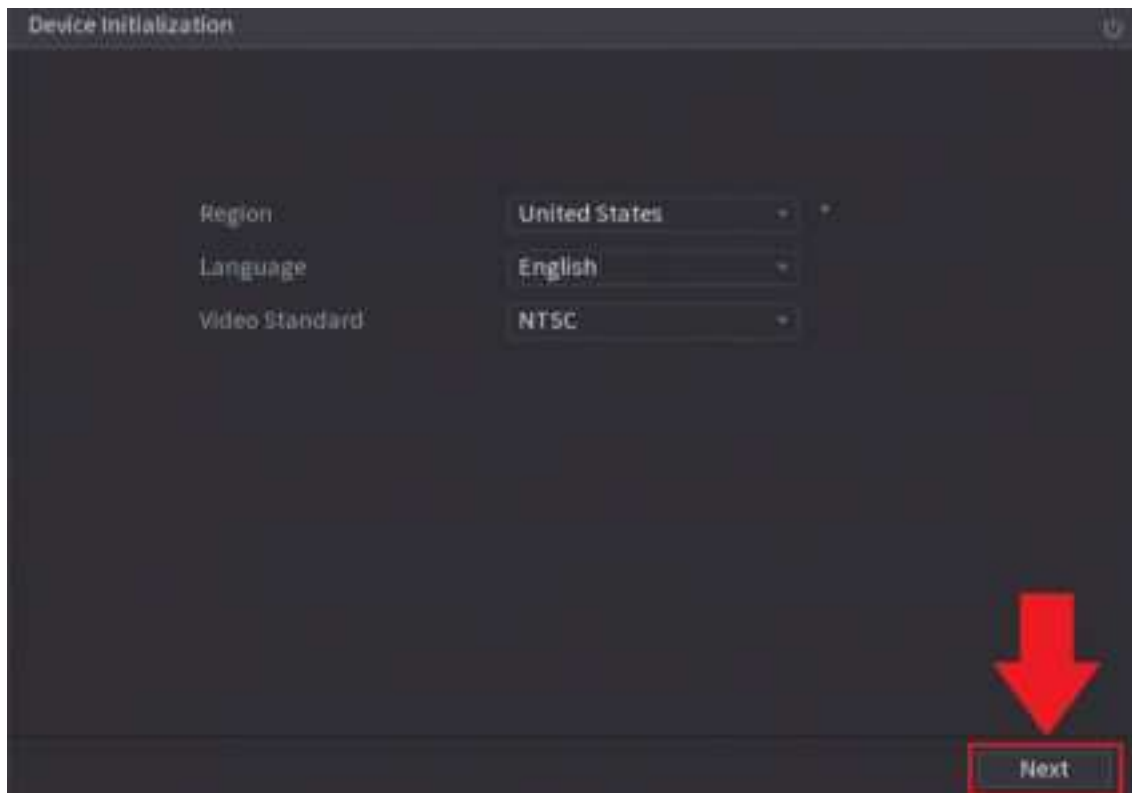 Device Initialization
Region United States *
Language English
Video Standard NTSC
Next